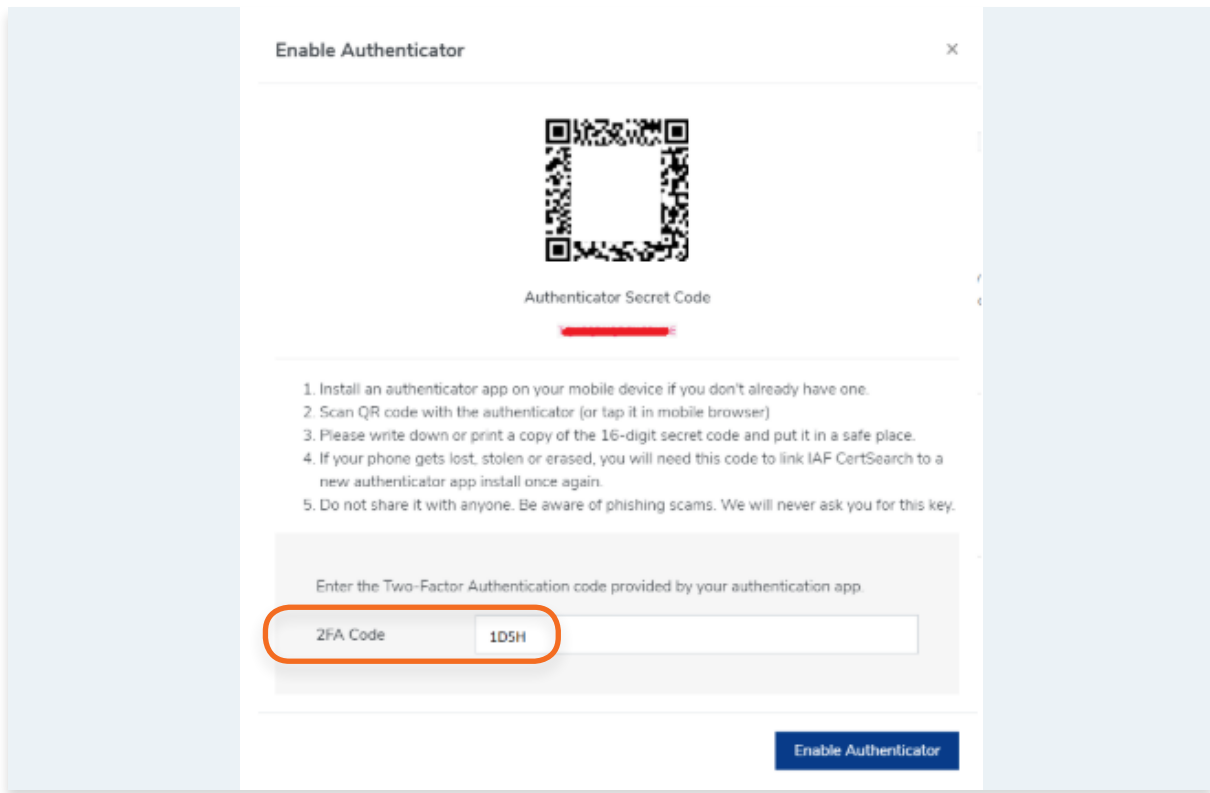 Enable Authenticator
Authenticator Secret Code
1. Install an authenticator app on your mobile device if you don't already have one.
2. Scan QR code with the authenticator (or tap it in mobile browser)
3. Please write down or print a copy of the 16-digit secret code and put it in a safe place.
4. If your phone gets lost, stolen or erased, you will need this code to link IAF CertSearch to a
new authenticator app install once again.
5. Do not share it with anyone. Be aware of phishing scams. We will never ask you for this key.
Enter the Two-Factor Authentication code provided by your authentication app.
2FA Code 1D5H
Enable Authenticator